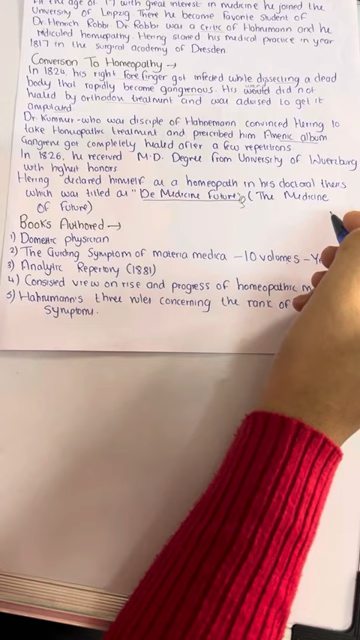 At the age of 17 with great interest in medicine he joined the
University of Leipzig There he became favorite student of
Dr. Henrich Robbi Dr Robbi was a critic of Hahnemann and he
rediculed homeopathy. Hering started his medical practice in year
1817 in the surgical academy of Dresden
Conversion To Homeopathy →
In 1824, his right fore finger got infected while dissecting a dead
body that rapidly become gangrenous. His wound did not
healed by orthodox treatment and was adviced to get it
amputated
Dr. Kummer- who was disciple of Hahnemann convinced Hering to
take Homeopathic treatment and prescribed him Arsenic album
Gangrene got completely healed after a few repetitions
In 1826, he received M.D. Degree from University of Wuerzburg
with highest honors
Hering declared himself as a homeopath in his doctoral thesis
which was titled as "De Medicine Future" (The Medicine
Of future)
Books Authored →
1) Domestic physician
2) The Guiding Symptom of materia medica - 10 volumes -
3) Analytic Repertory (1881)
4) Consised view on rise and progress of homeopathic
5) Hahnemann's three rules concerning the rank of
Symptoms.